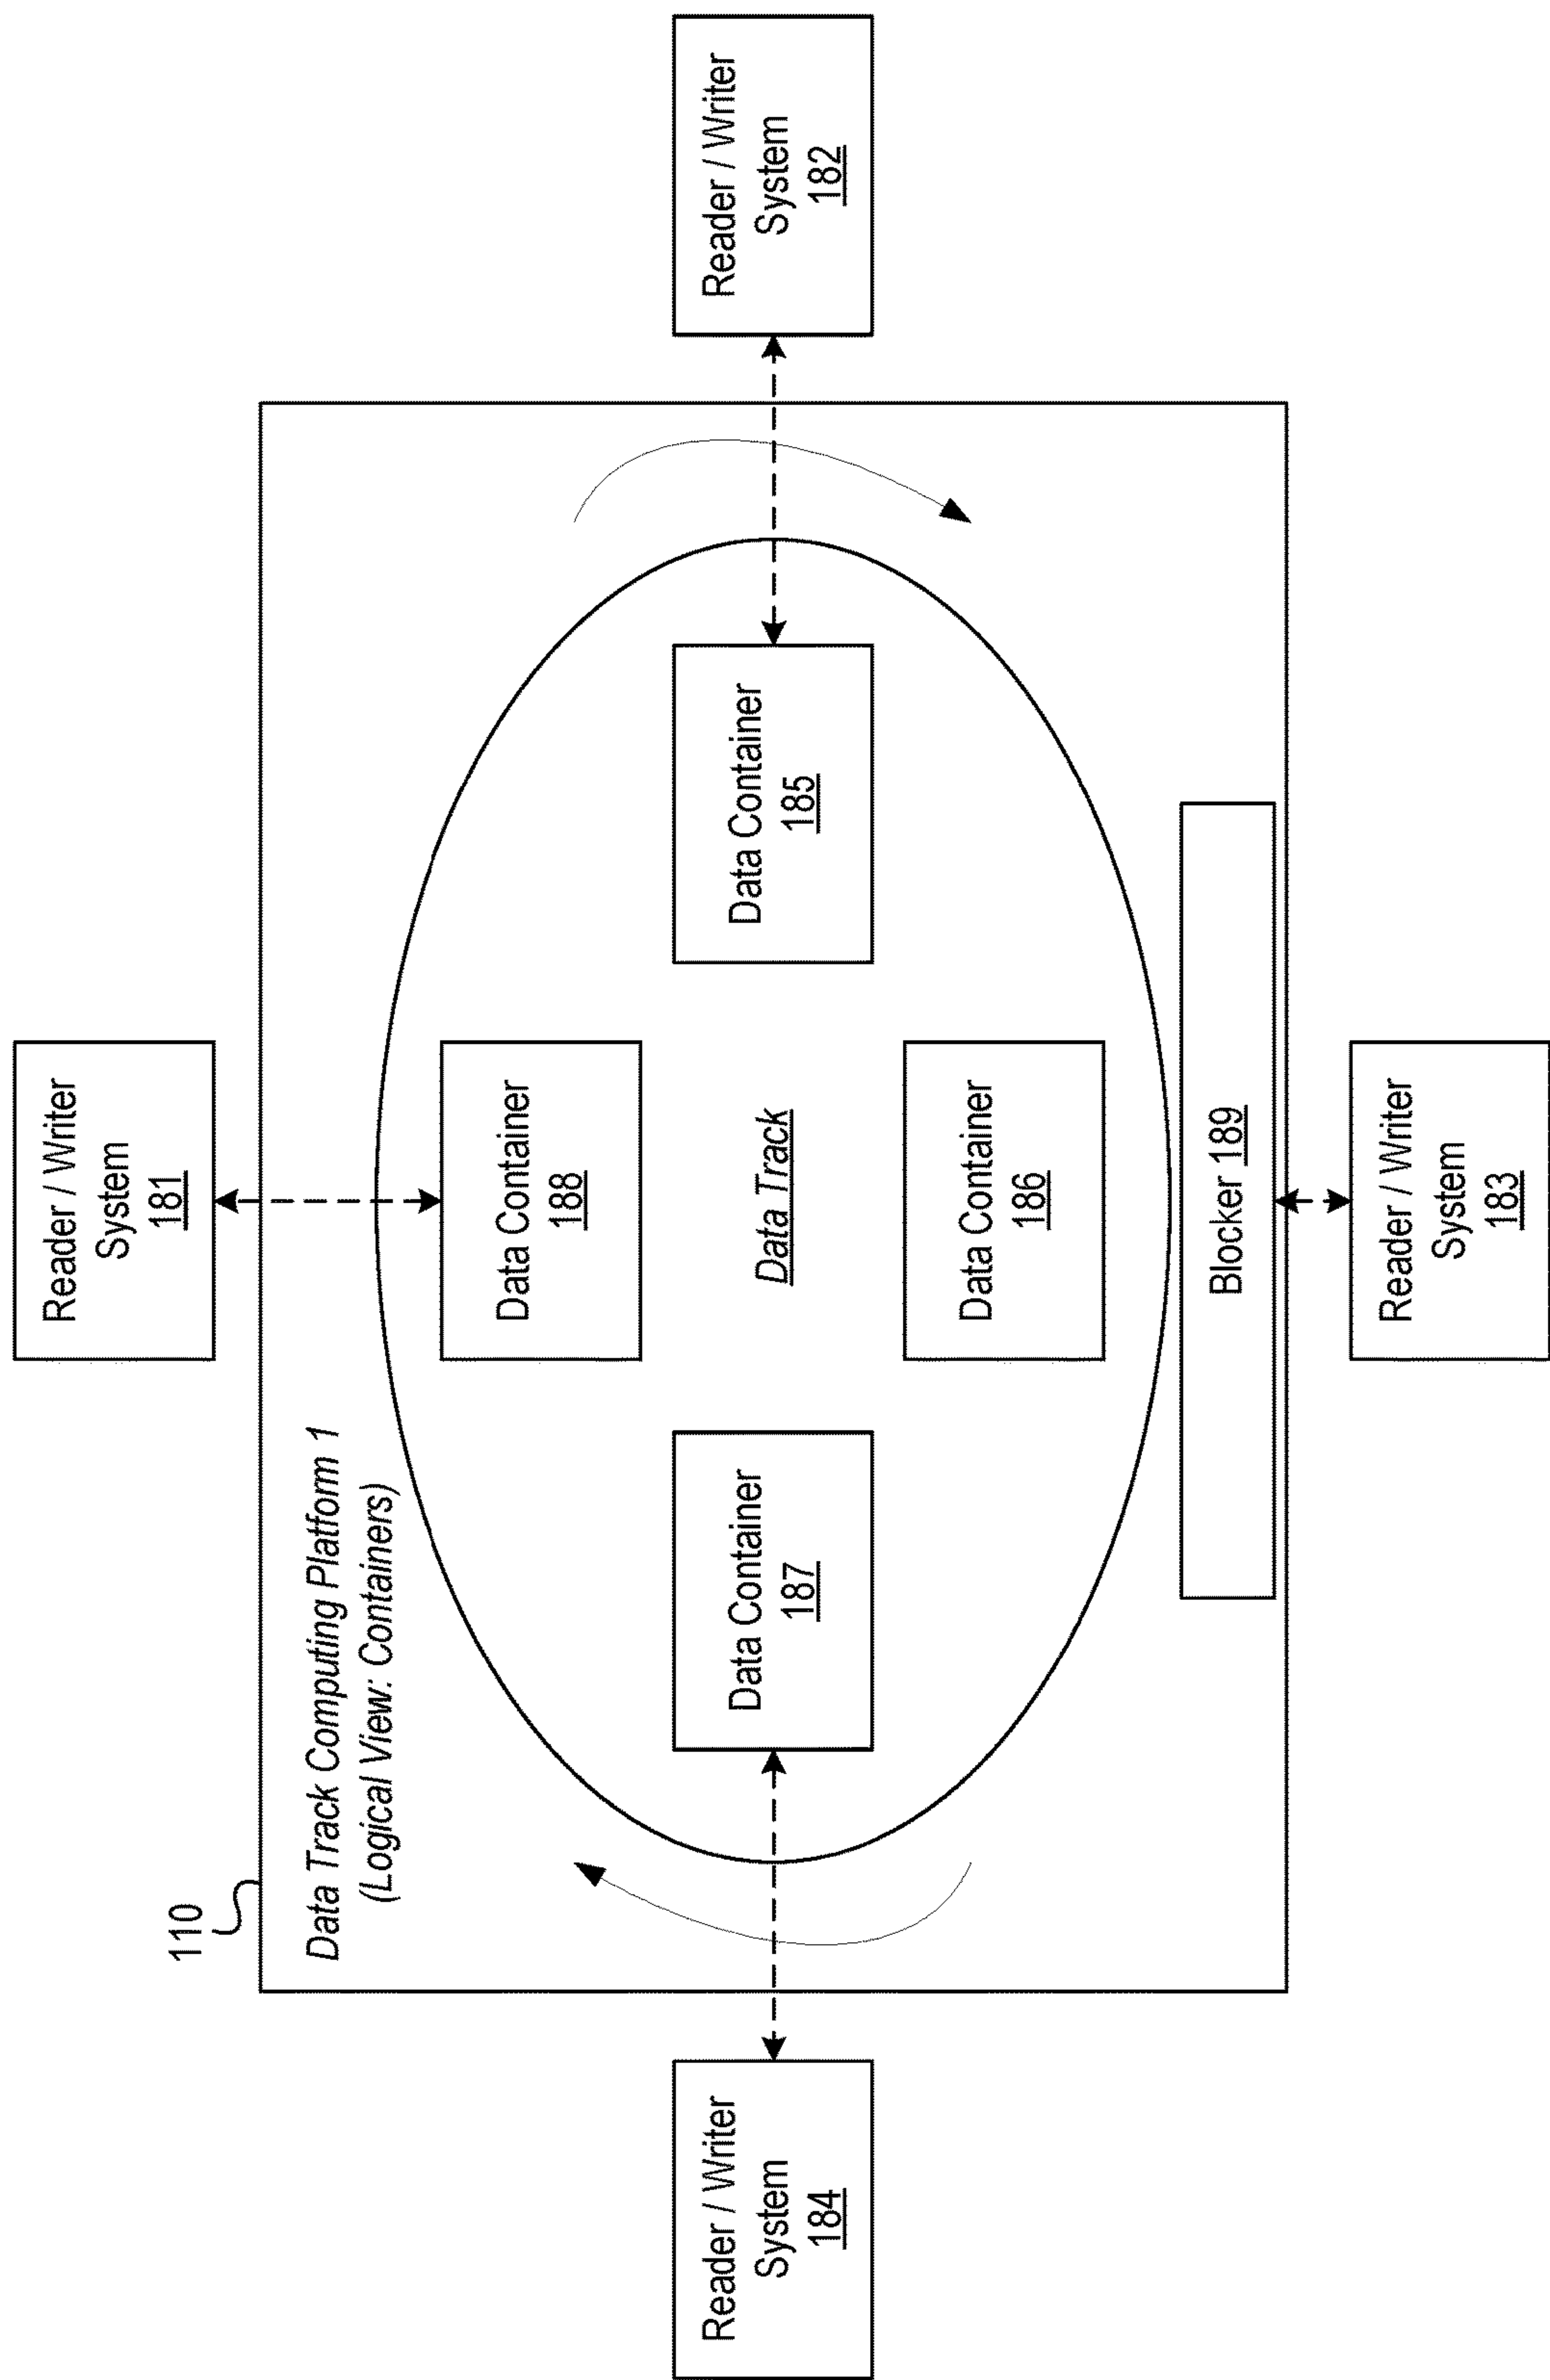 110
Data Track Computing Platform 1
(Logical View: Containers)
Reader / Writer
System
181
Data Container
188
Reader / Writer
System
184
Data Container
187
Data Track
Data Container
185
Reader / Writer
System
182
Data Container
186
Blocker 189
Reader / Writer
System
183